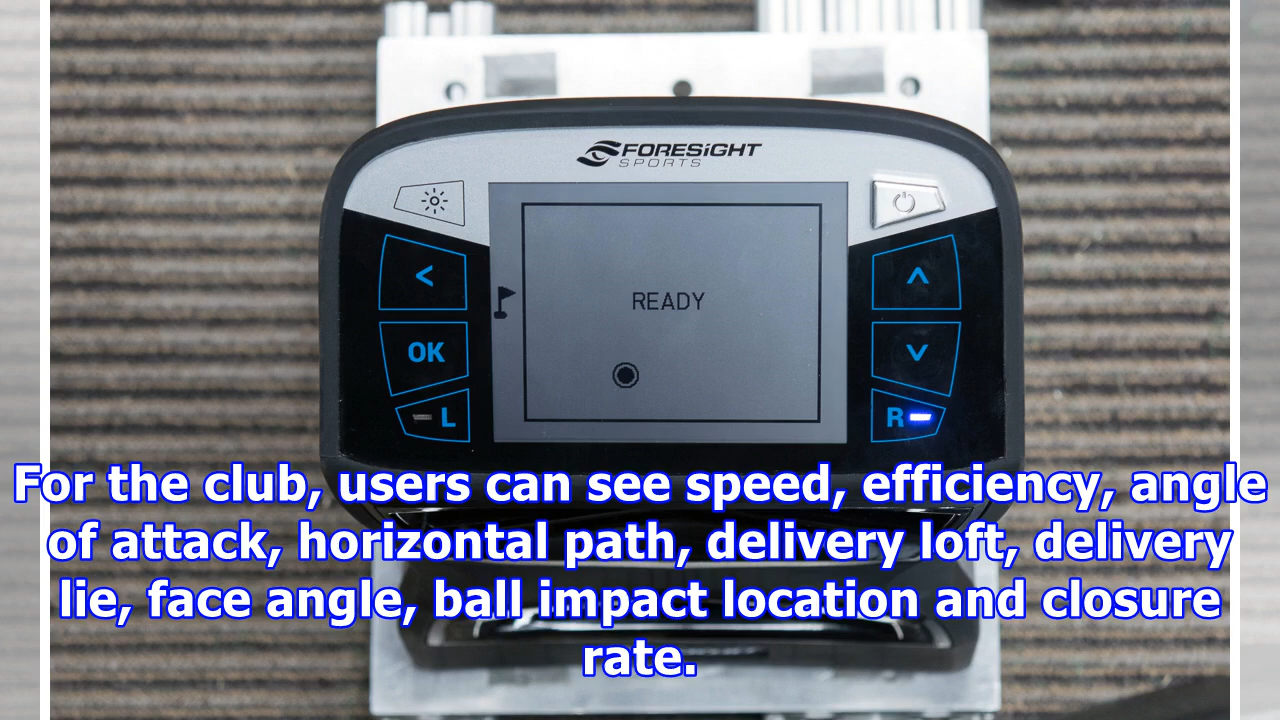 FORESiGHT
SPORTS
<
OK
L
READY
^
v
R
For the club, users can see speed, efficiency, angle
of attack, horizontal path, delivery loft, delivery
lie, face angle, ball impact location and closure
rate.